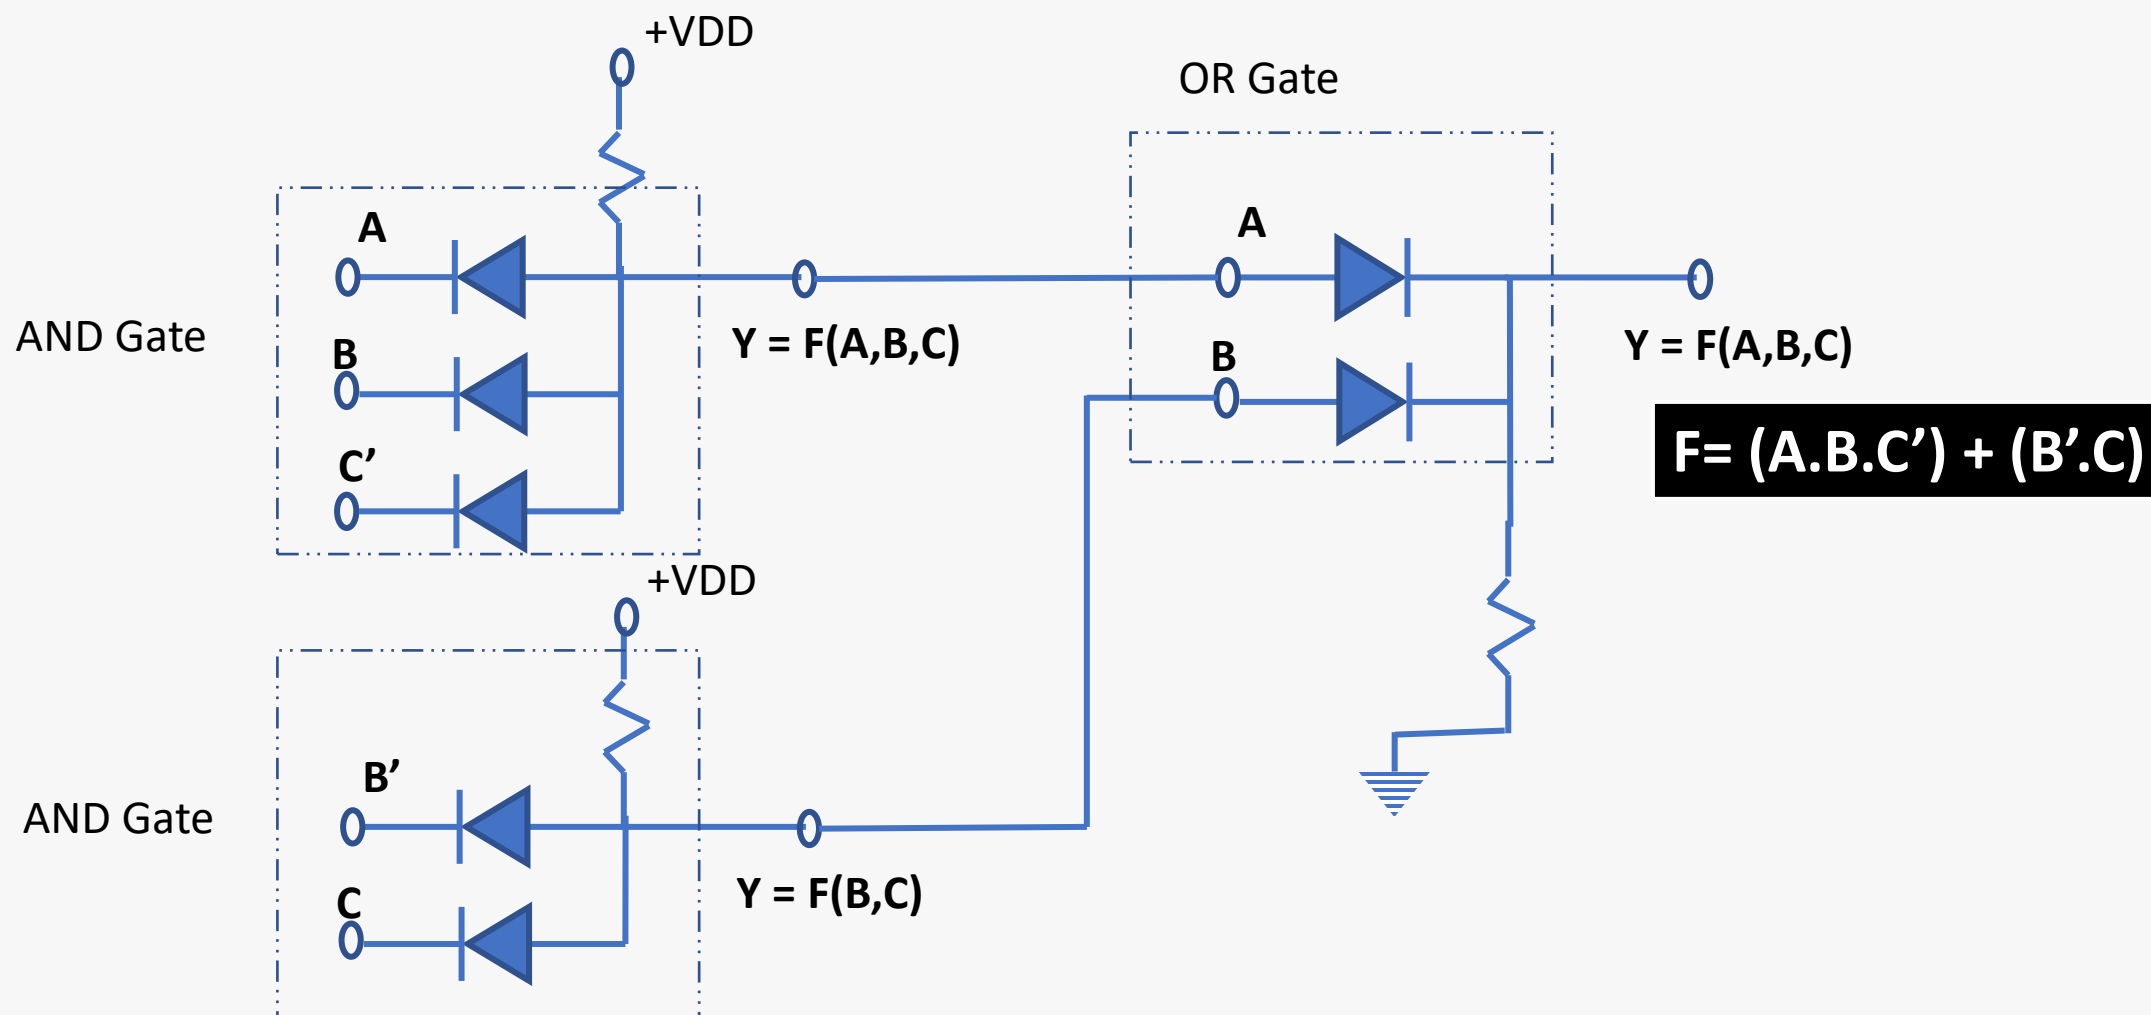 +VDD
OR Gate
A
A
AND Gate
B
Y = F(A,B,C)
B
Y = F(A,B,C)
C’
F= (A.B.C’) + (B’.C)
+VDD
B’
AND Gate
C
Y = F(B,C)